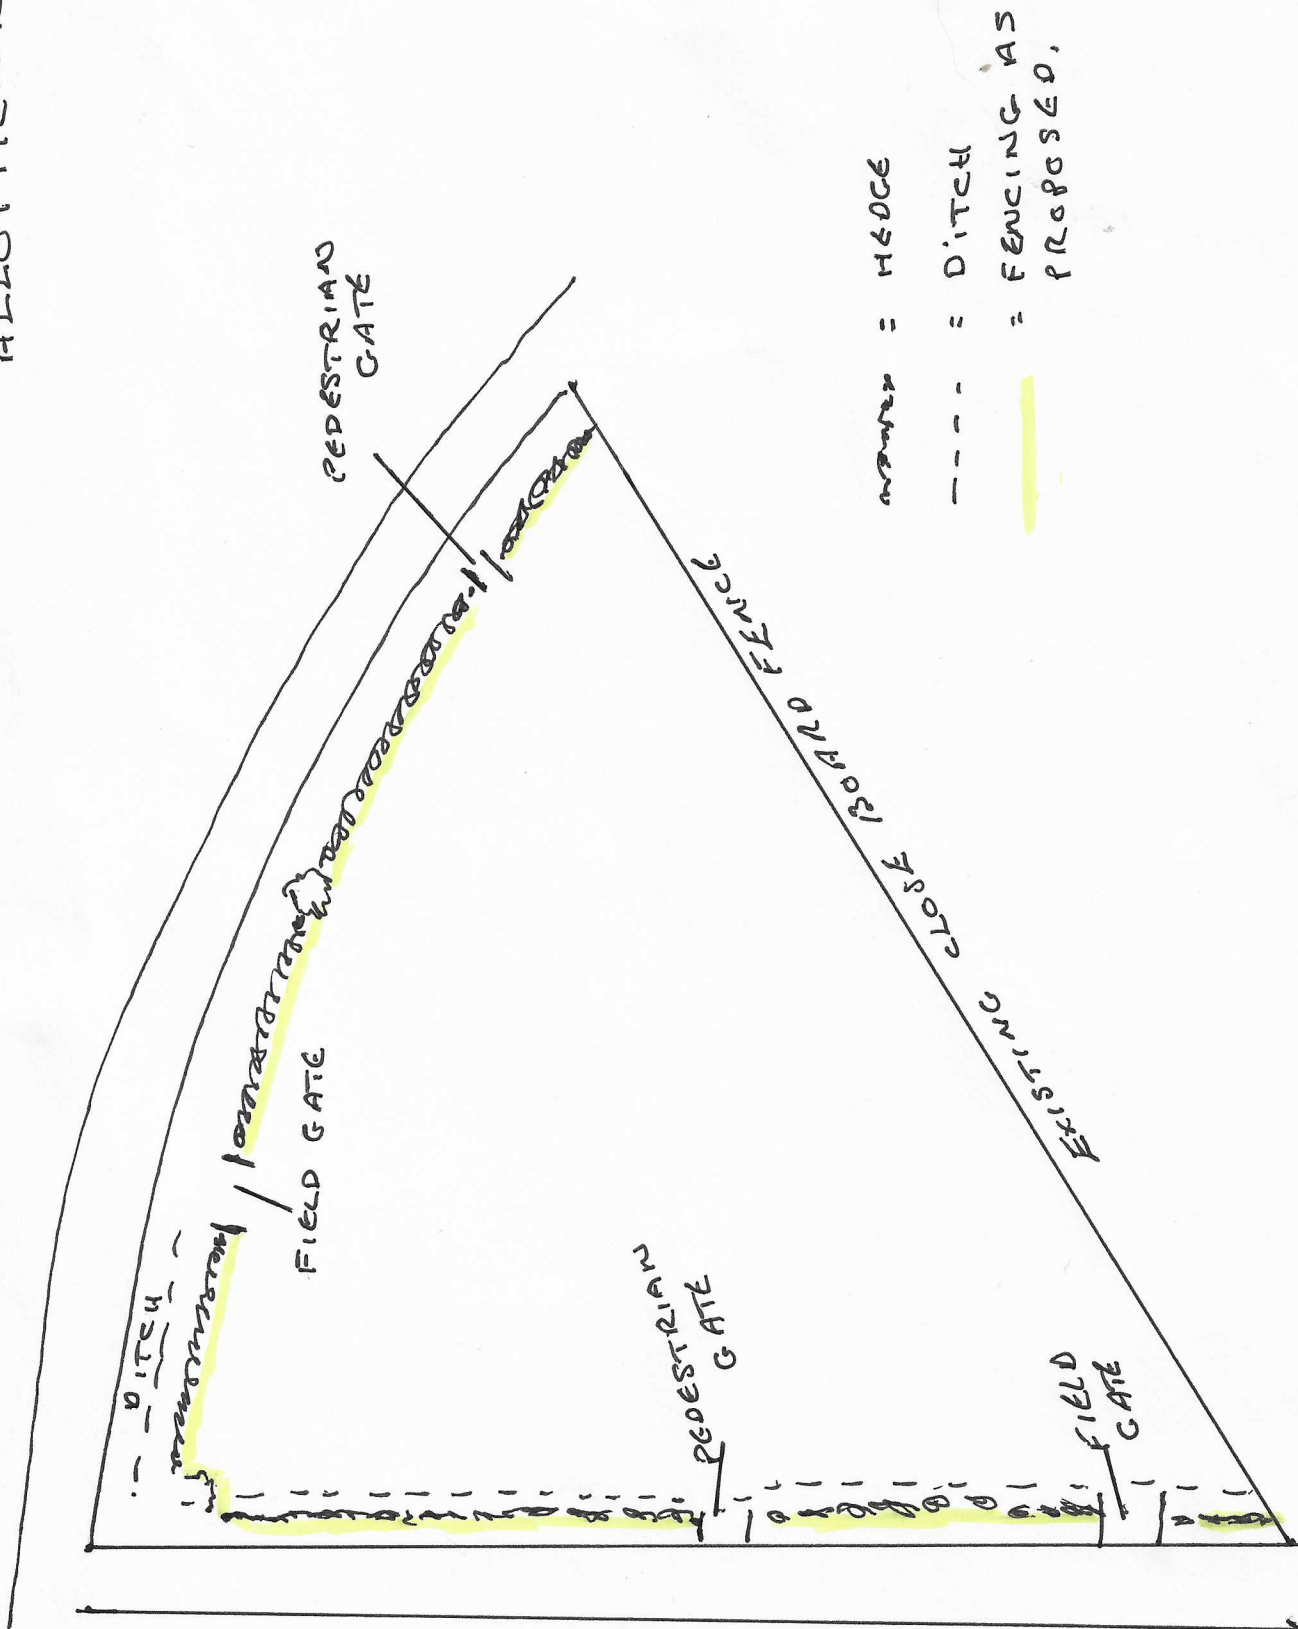 DITCH
FIELD GATE
PEDESTRIAN
GATE
PEDESTRIAN
GATE
EXISTING CLOSE BOARD FENCE
FIELD
GATE
= HEDGE
= DITCH
= FENCING AS
PROPOSED.